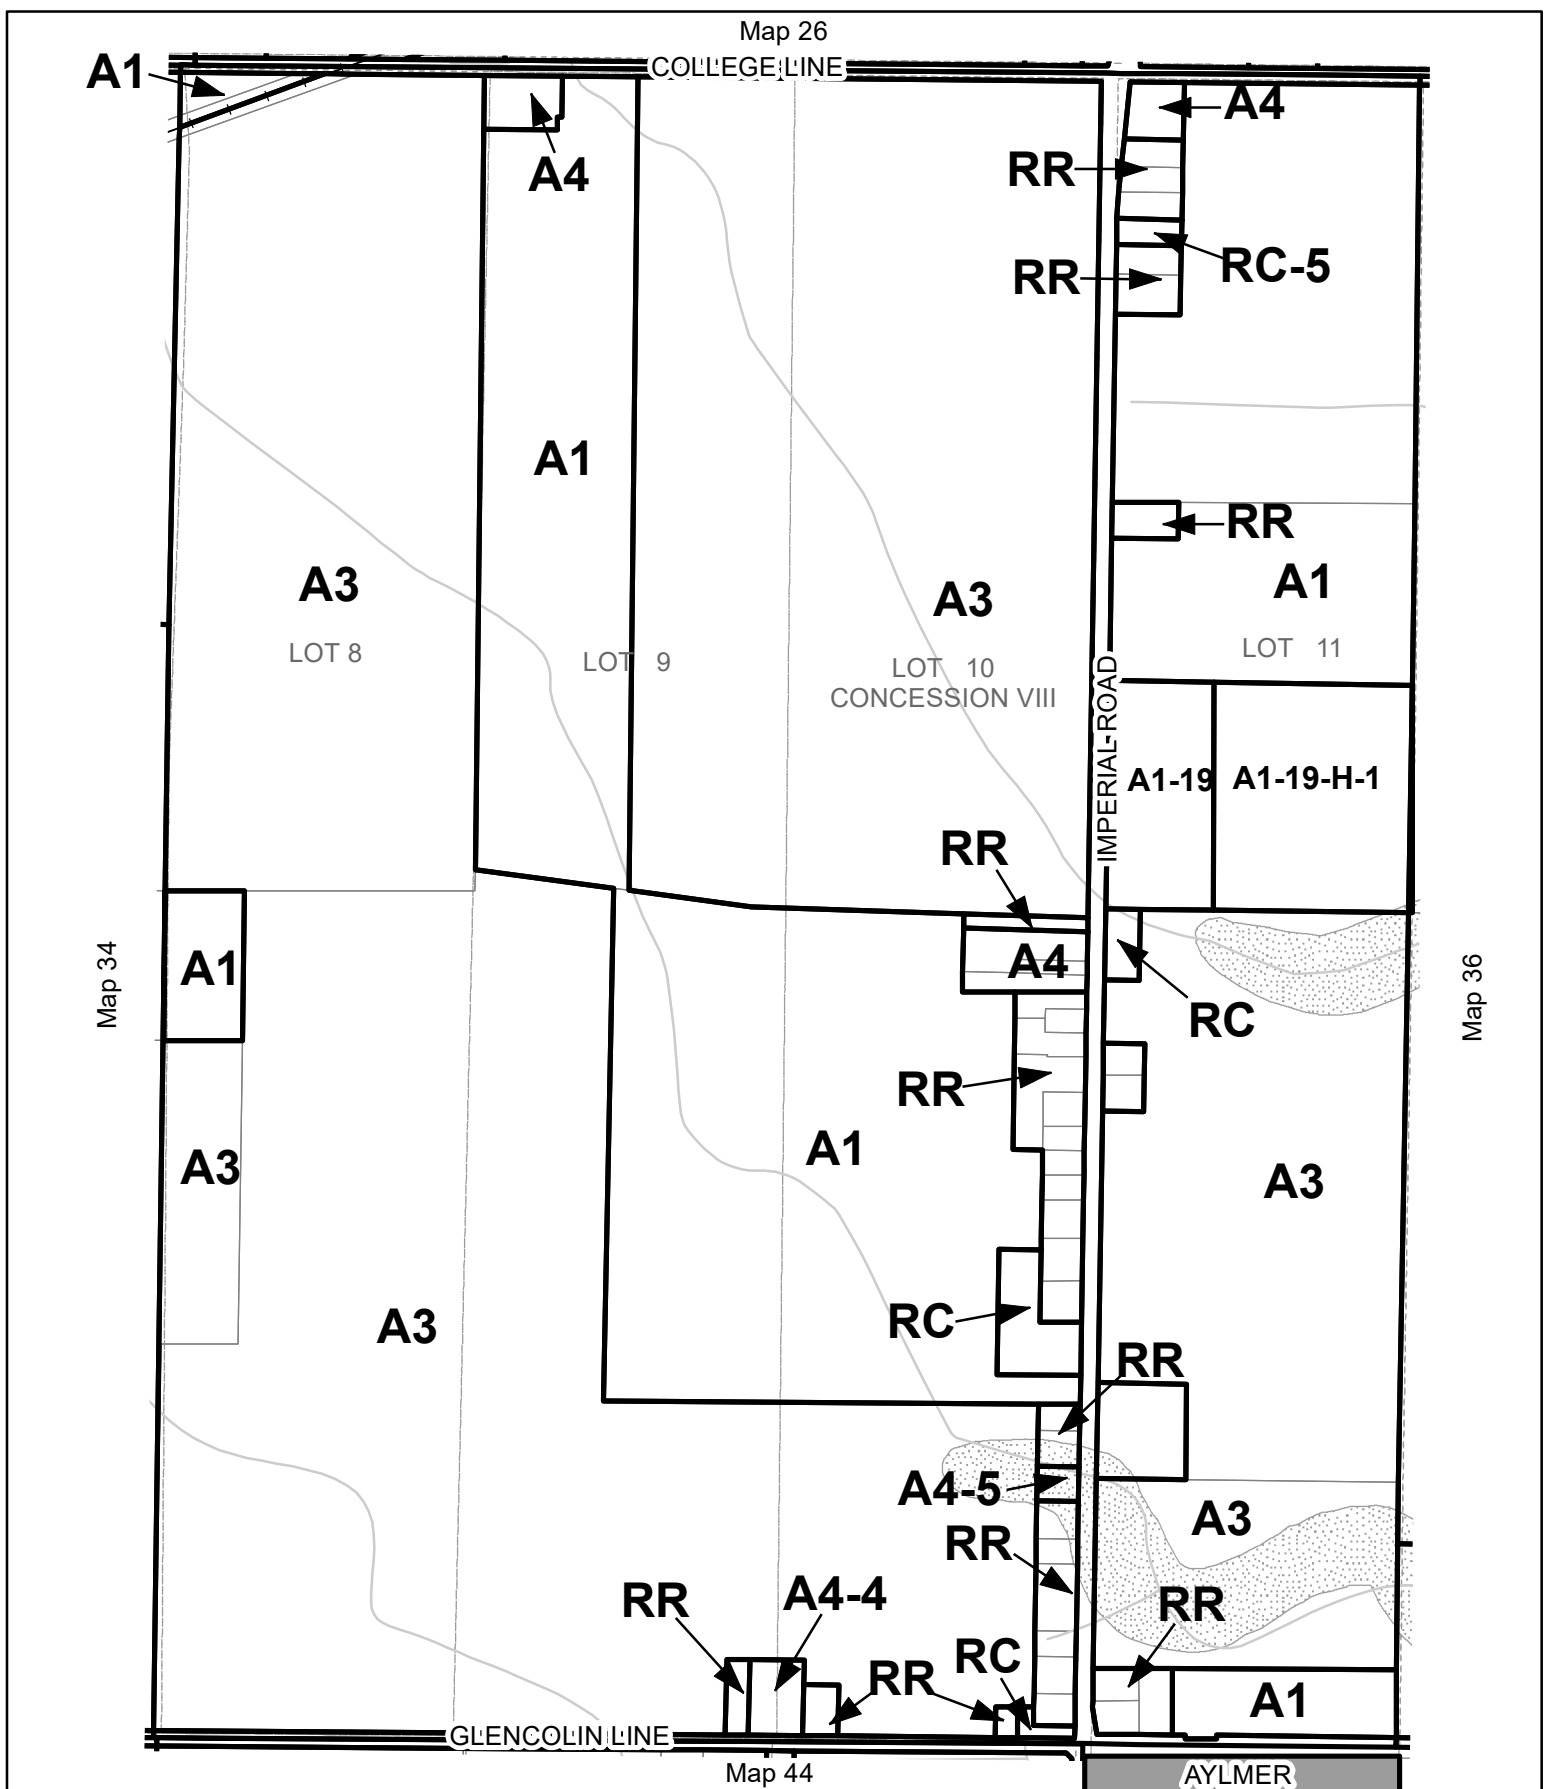 Map 26
COLLEGE LINE
A1
A4
A4
RR
RC-5
RR
A1
RR
A3
A3
A1
LOT 8
LOT 9
LOT 10
CONCESSION VIII
LOT 11
IMPERIAL ROAD
A1-19
A1-19-H-1
RR
A4
A1
Map 34
Map 36
RC
RR
A1
A3
A3
A3
RC
RR
A4-5
A3
RR
RR
A4-4
RR
RC
RR
A1
GLENCOLIN LINE
Map 44
AYLMER